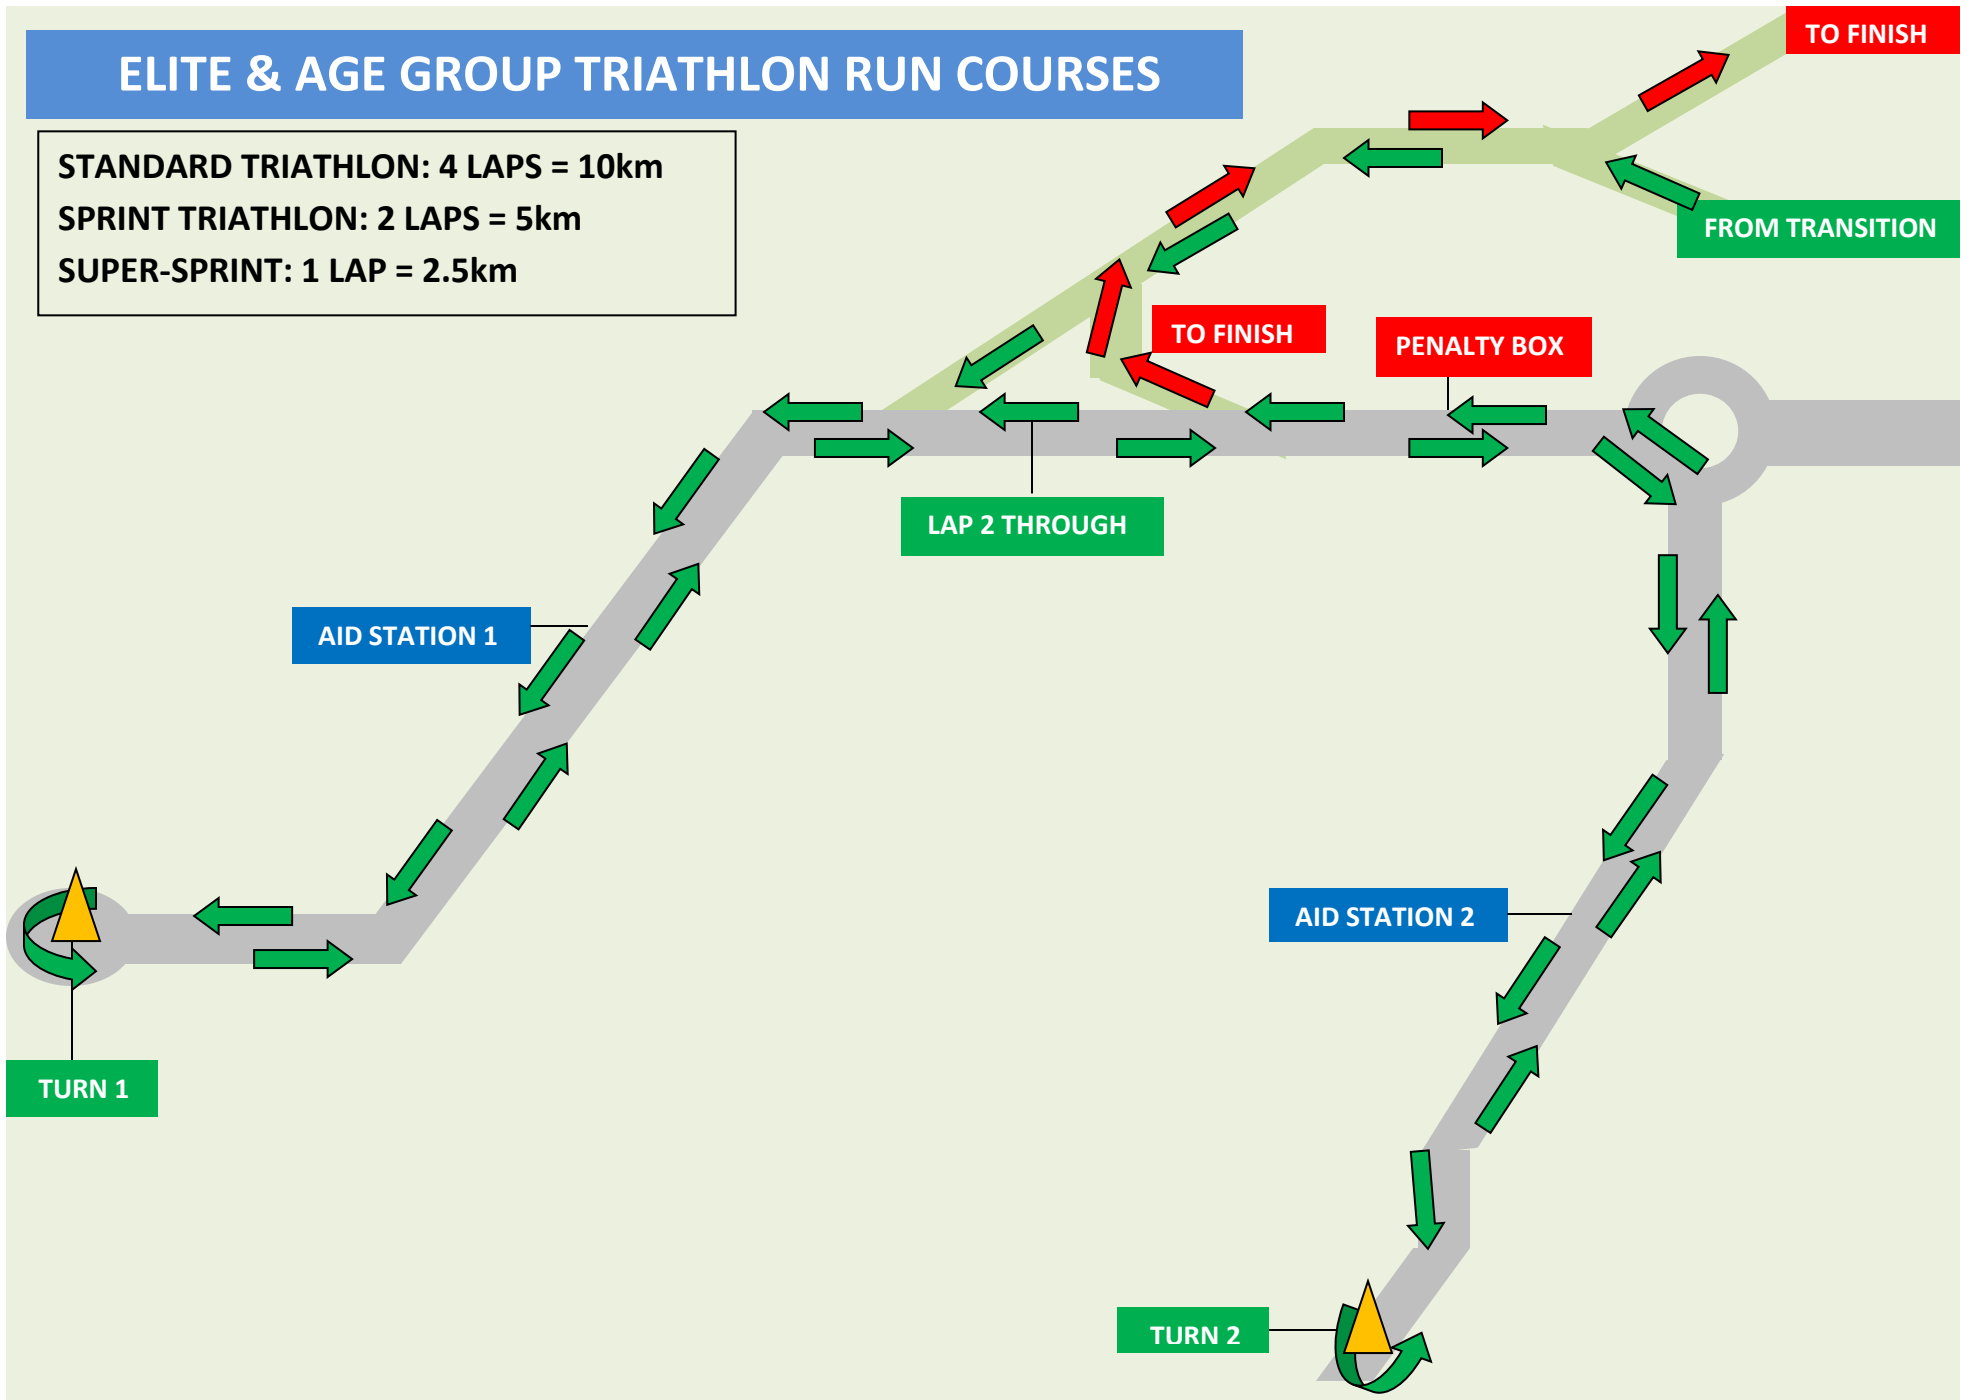 TO FINISH
ELITE & AGE GROUP TRIATHLON RUN COURSES
STANDARD TRIATHLON: 4 LAPS = 10km
SPRINT TRIATHLON: 2 LAPS = 5km
SUPER-SPRINT: 1 LAP = 2.5km
FROM TRANSITION
TO FINISH
PENALTY BOX
LAP 2 THROUGH
AID STATION 1
AID STATION 2
TURN 1
TURN 2